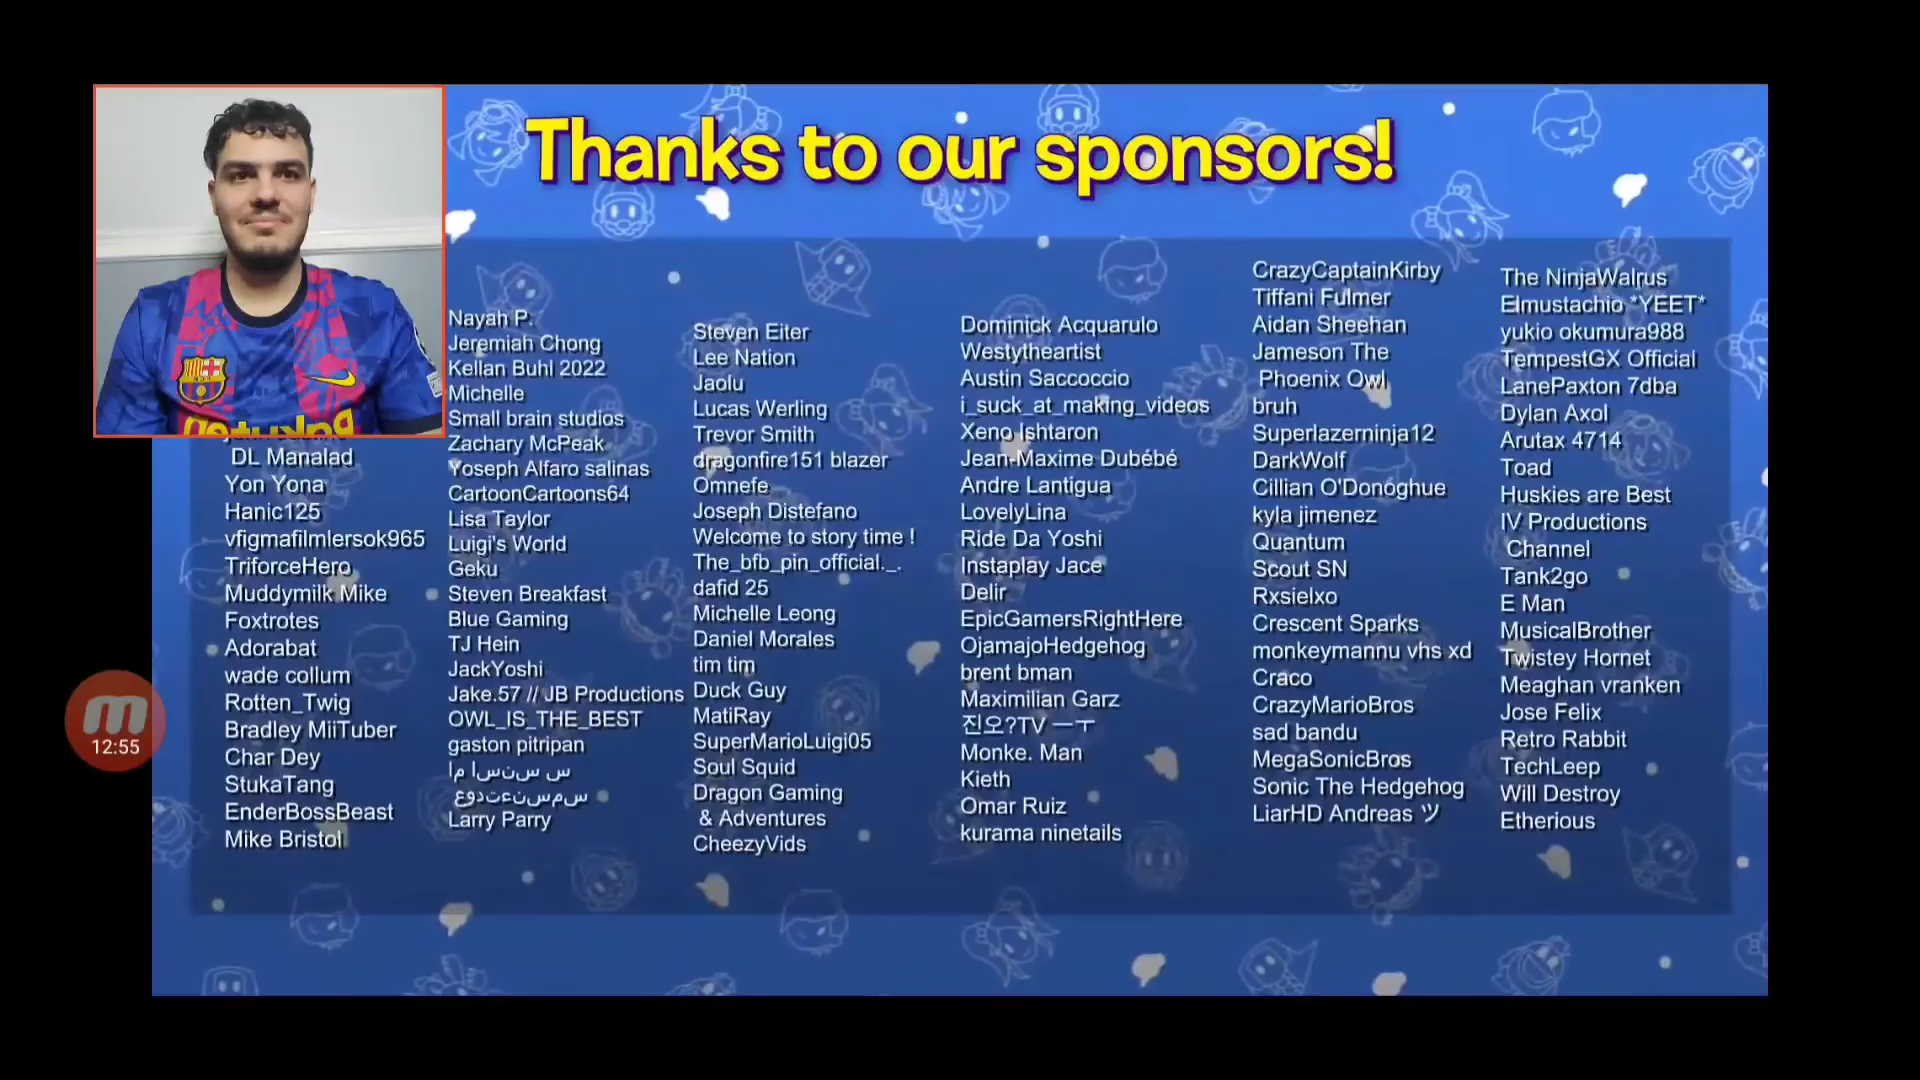 Thanks to our sponsors!
DL Manalad
Yon Yona
Hanic125
vfigmafilmlersok965
TriforceHero
Muddymilk Mike
Foxtrotes
Adorabat
wade collum
Rotten_Twig
Bradley MiiTuber
Char Dey
StukaTang
EnderBossBeast
Mike Bristol
Nayah P.
Jeremiah Chong
Kellan Buhl 2022
Michelle
Small brain studios
Zachary McPeak
Yoseph Alfaro salinas
CartoonCartoons64
Lisa Taylor
Luigi's World
Geku
Steven Breakfast
Blue Gaming
TJ Hein
JackYoshi
Jake.57 // JB Productions
OWL_IS_THE_BEST
gaston pitripan
Larry Parry
Steven Eiter
Lee Nation
Jaolu
Lucas Werling
Trevor Smith
dragonfire151 blazer
Omnefe
Joseph Distefano
Welcome to story time !
The_bfb_pin_official._.
dafid 25
Michelle Leong
Daniel Morales
tim tim
Duck Guy
MatiRay
SuperMarioLuigi05
Soul Squid
Dragon Gaming
& Adventures
CheezyVids
Dominick Acquarulo
Westytheartist
Austin Saccoccio
i_suck_at_making_videos
Xeno Ishtaron
Jean-Maxime Dubébé
Andre Lantigua
LovelyLina
Ride Da Yoshi
Instaplay Jace
Delir
EpicGamersRightHere
OjamajoHedgehog
brent bman
Maximilian Garz
진오?TV ㅡㅜ
Monke. Man
Kieth
Omar Ruiz
kurama ninetails
CrazyCaptainKirby
Tiffani Fulmer
Aidan Sheehan
Jameson The
Phoenix Owl
bruh
Superlazerninja12
DarkWolf
Cillian O'Donoghue
kyla jimenez
Quantum
Scout SN
Rxsielxo
Crescent Sparks
monkeymannu vhs xd
Craco
CrazyMarioBros
sad bandu
MegaSonicBros
Sonic The Hedgehog
LiarHD Andreas ツ
The NinjaWalrus
Elmustachio *YEET*
yukio okumura988
TempestGX Official
LanePaxton 7dba
Dylan Axol
Arutax 4714
Toad
Huskies are Best
IV Productions
Channel
Tank2go
E Man
MusicalBrother
Twistey Hornet
Meaghan vranken
Jose Felix
Retro Rabbit
TechLeep
Will Destroy
Etherious
12:55